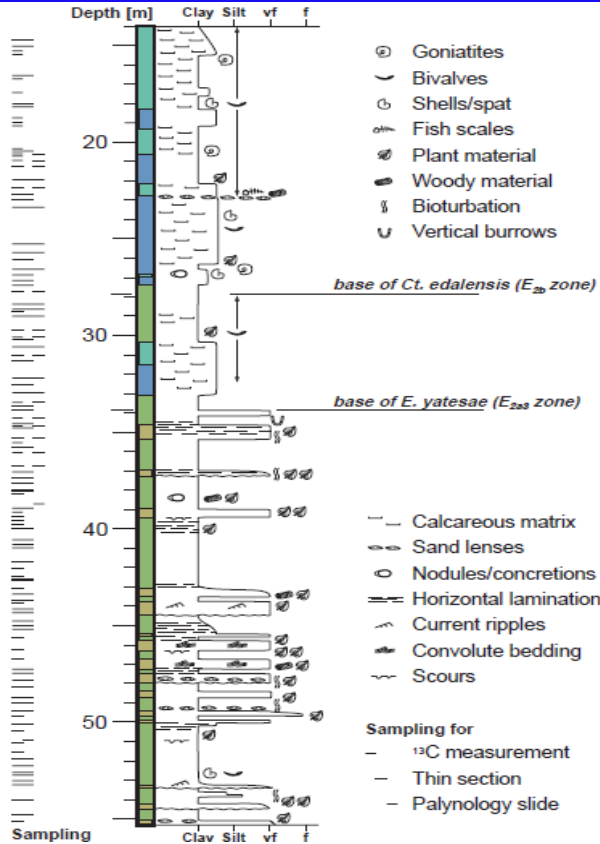 Depth [m]
Clay Silt vf f
Goniatites
Bivalves
Shells/spat
Fish scales
Plant material
Woody material
Bioturbation
Vertical burrows
20
base of Ct. edalensis (E2b zone)
30
base of E. yatesae (E2a3 zone)
40
Calcareous matrix
Sand lenses
Nodules/concretions
Horizontal lamination
Current ripples
Convolute bedding
Scours
50
Sampling for
¹³C measurement
Thin section
Palynology slide
Sampling
Clay Silt vf f